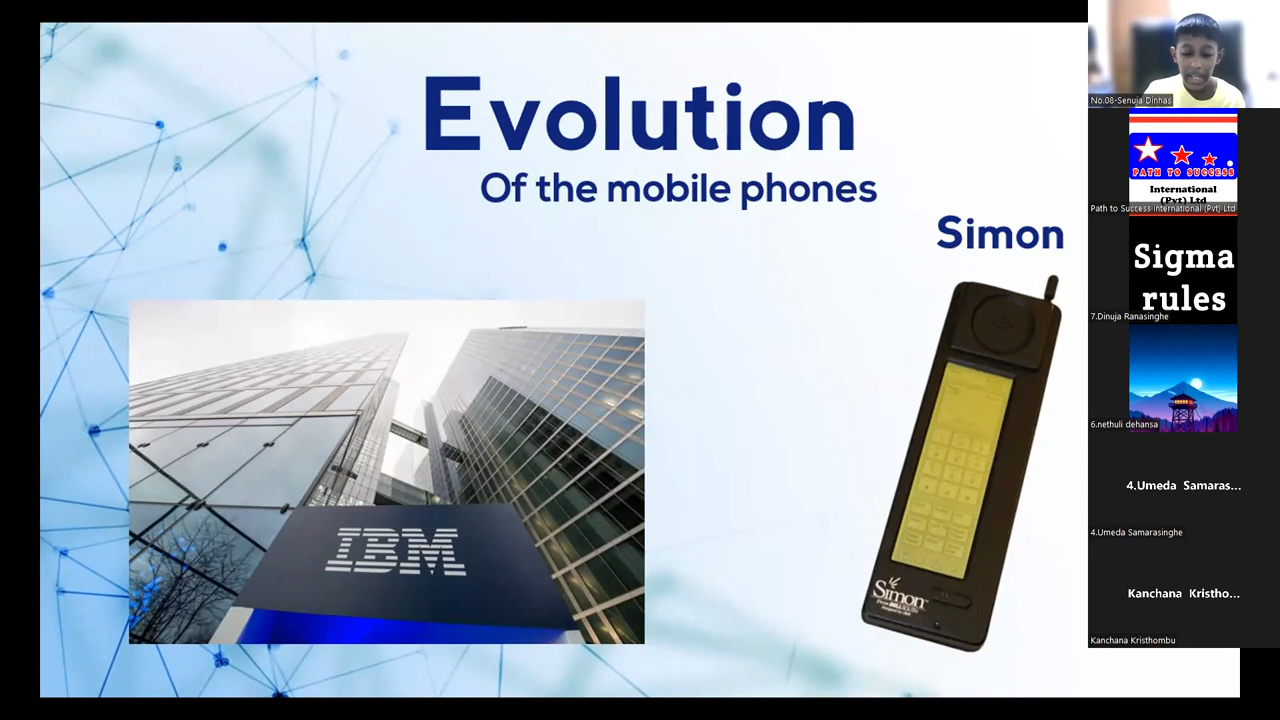 Evolution
Of the mobile phones
Simon
IBM
Simon
No.08-Senuja Dinhas
PATH TO SUCCESS
International
(Pvt) Ltd
Path to Success International (Pvt) Ltd
Sigma
rules
7.Dinuja Ranasinghe
6.nethuli dehansa
4.Umeda Samaras...
4.Umeda Samarasinghe
Kanchana Kristho...
Kanchana Kristhombu